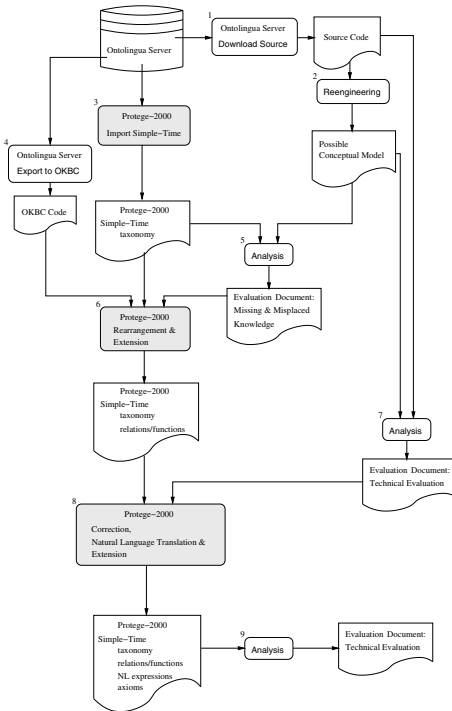 Ontolingua Server
1
Ontolingua Server
Download Source
Source Code
2
Reengineering
3
Protege-2000
Import Simple-Time
4
Ontolingua Server
Export to OKBC
Possible
Conceptual Model
OKBC Code
Protege-2000
Simple-Time
taxonomy
5
Analysis
6
Protege-2000
Rearrangement &
Extension
Evaluation Document:
Missing & Misplaced
Knowledge
Protege-2000
Simple-Time
taxonomy
relations/functions
7
Analysis
Evaluation Document:
Technical Evaluation
8
Protege-2000
Correction,
Natural Language Translation &
Extension
Protege-2000
Simple-Time
taxonomy
relations/functions
NL expressions
axioms
9
Analysis
Evaluation Document:
Technical Evaluation